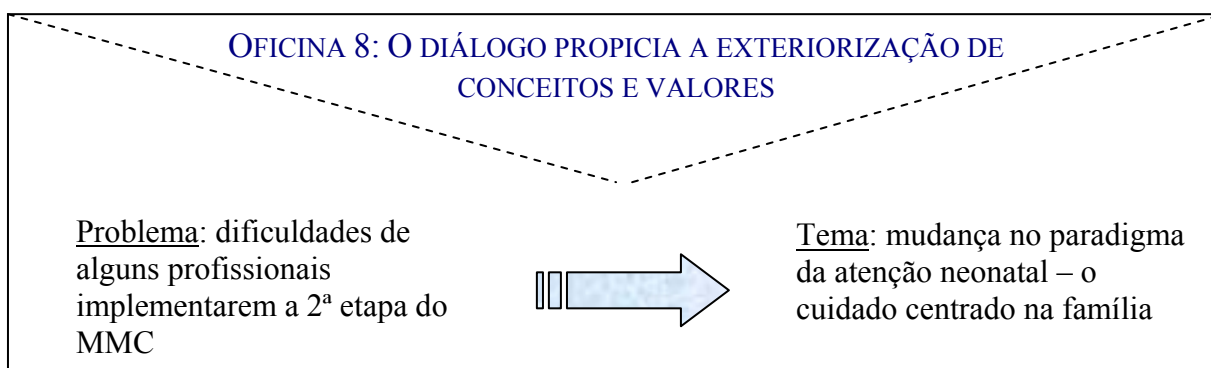 OFICINA 8: O DIÁLOGO PROPICIA A EXTERIORIZAÇÃO DE
CONCEITOS E VALORES
Problema: dificuldades de
alguns profissionais
implementarem a 2ª etapa do
MMC
Tema: mudança no paradigma
da atenção neonatal – o
cuidado centrado na família